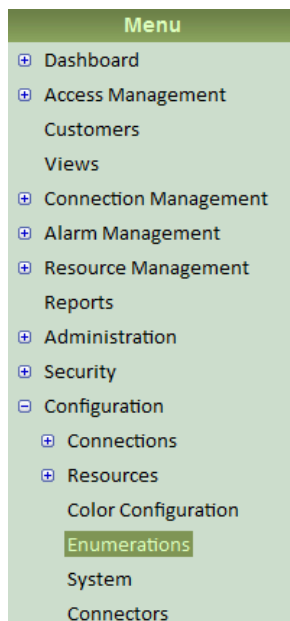 Menu
Dashboard
Access Management
Customers
Views
Connection Management
Alarm Management
Resource Management
Reports
Administration
Security
Configuration
Connections
Resources
Color Configuration
Enumerations
System
Connectors